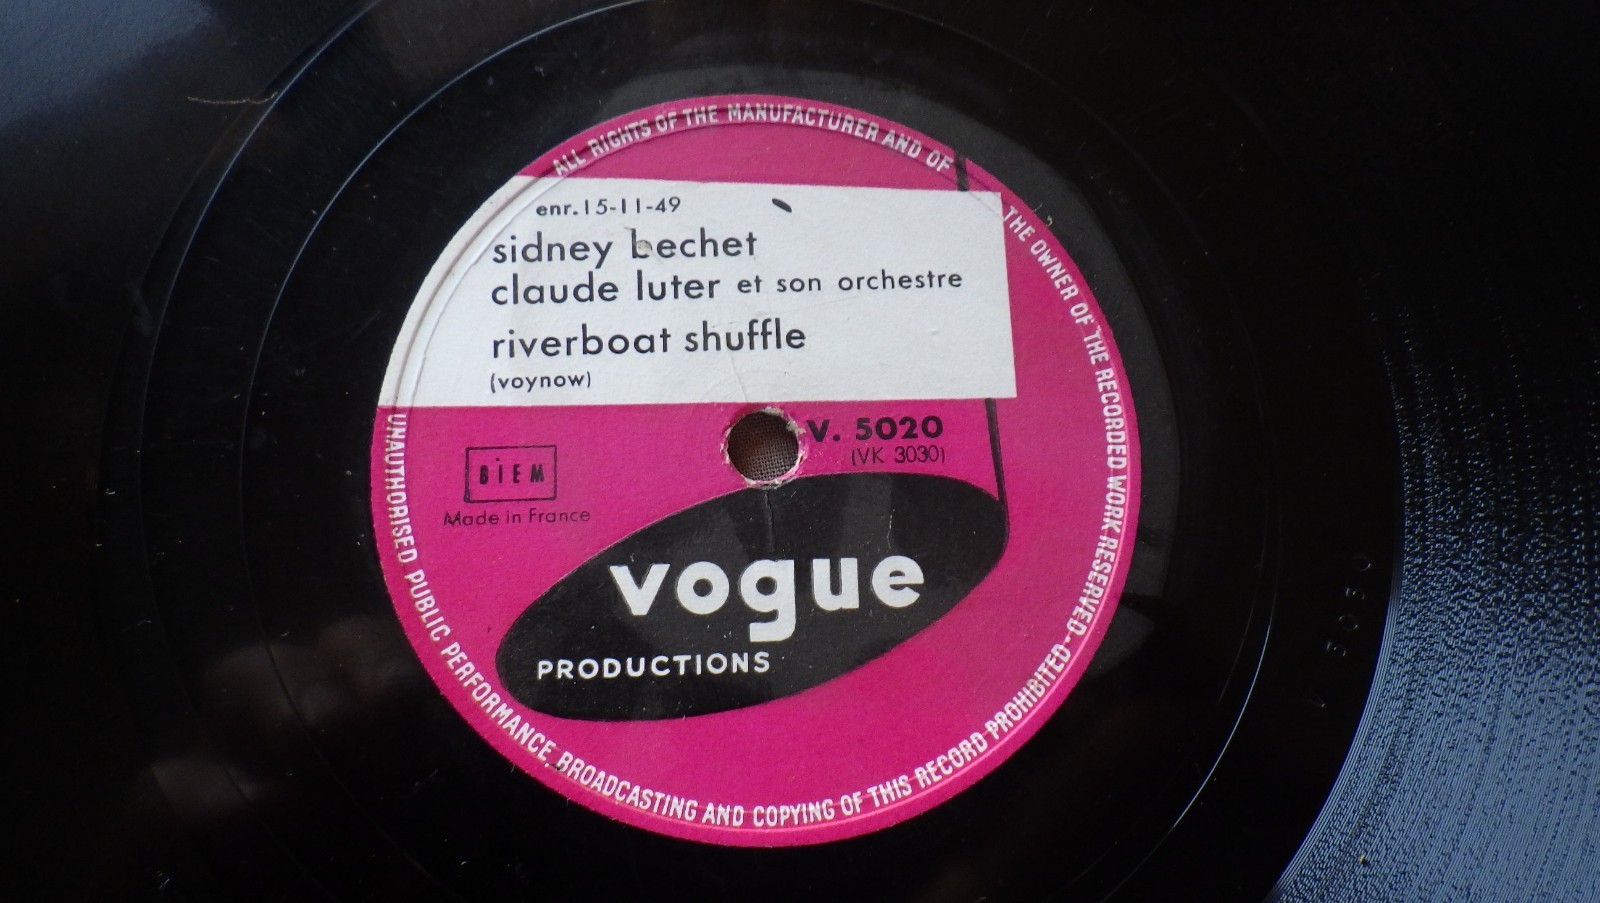 ALL RIGHTS OF THE MANUFACTURER AND OF THE OWNER OF THE RECORDED WORK RESERVED - UNAUTHORISED PUBLIC PERFORMANCE, BROADCASTING AND COPYING OF THIS RECORD PROHIBITED -
enr. 15-11-49
sidney bechet
claude luter et son orchestre
riverboat shuffle
(voynow)
V. 5020
(VK 3030)
BiEM
Made in France
vogue
PRODUCTIONS
3030